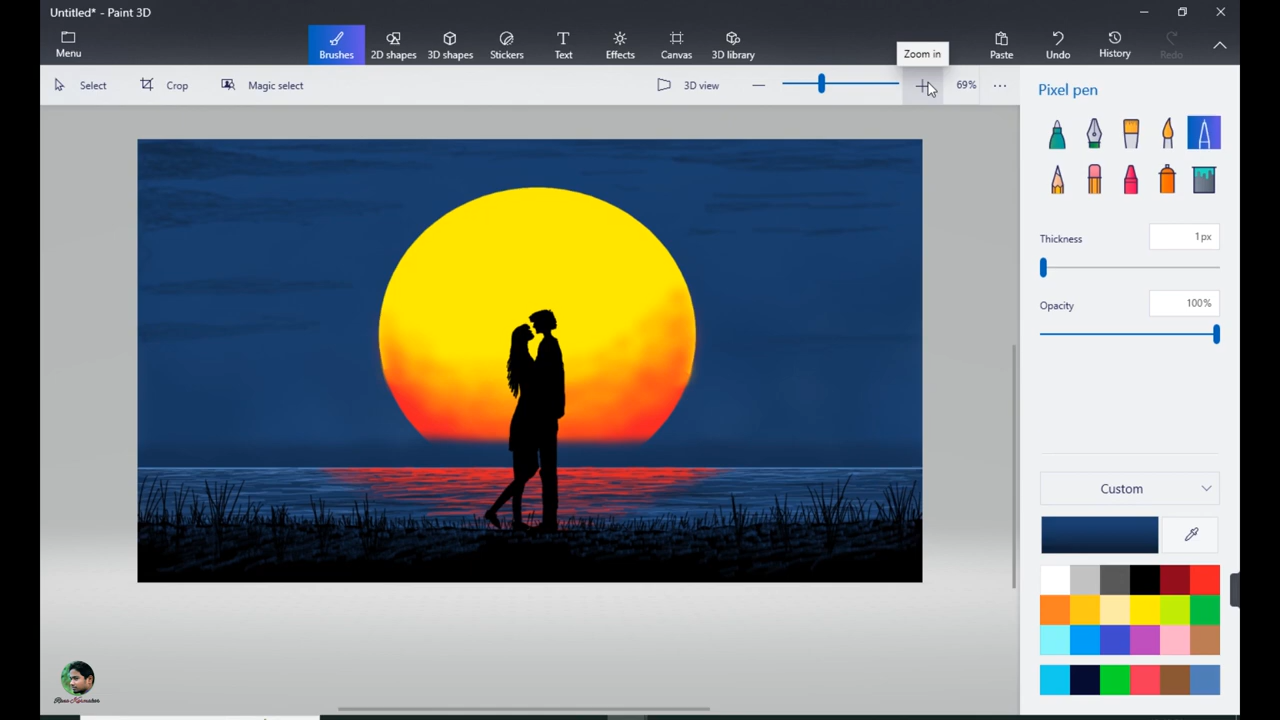 Untitled* - Paint 3D
Menu
Brushes
2D shapes
3D shapes
Stickers
Text
Effects
Canvas
3D library
Zoom in
Paste
Undo
History
Redo
Select
Crop
Magic select
3D view
69%
Pixel pen
Thickness
1px
Opacity
100%
Custom